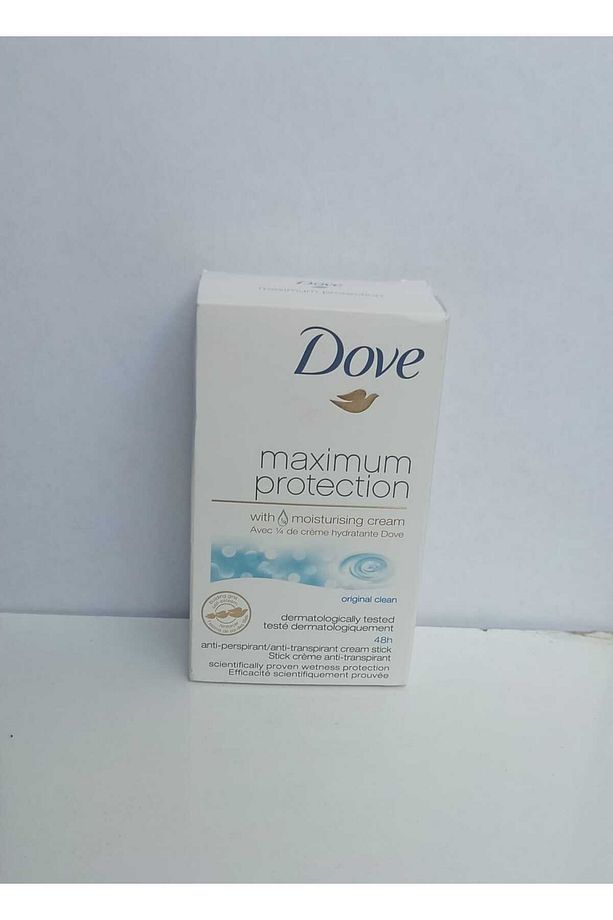 Dove
Dove
maximum
protection
with ¼ moisturising cream
Avec ¼ de crème hydratante Dove
original clean
dermatologically tested
testé dermatologiquement
48h
anti-perspirant/anti-transpirant cream stick
Stick crème anti-transpirant
scientifically proven wetness protection
Efficacité scientifiquement prouvée